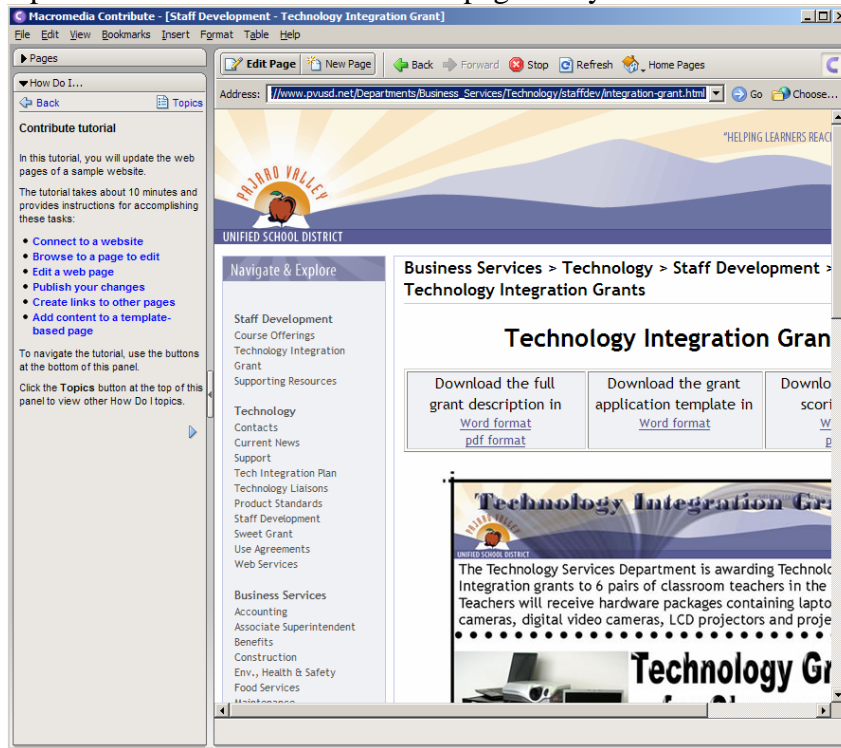 Macromedia Contribute - [Staff Development - Technology Integration Grant]
File Edit View Bookmarks Insert Format Table Help
Pages
How Do I...
Back Topics
Contribute tutorial
In this tutorial, you will update the web
pages of a sample website.
The tutorial takes about 10 minutes and
provides instructions for accomplishing
these tasks:
• Connect to a website
• Browse to a page to edit
• Edit a web page
• Publish your changes
• Create links to other pages
• Add content to a template-
based page
To navigate the tutorial, use the buttons
at the bottom of this panel.
Click the Topics button at the top of this
panel to view other How Do I topics.
Edit Page New Page Back Forward Stop Refresh Home Pages
Address: //www.pvusd.net/Departments/Business_Services/Technology/staffdev/integration-grant.html Go Choose...
"HELPING LEARNERS REAC
PAJARO VALLEY
UNIFIED SCHOOL DISTRICT
Navigate & Explore
Staff Development
Course Offerings
Technology Integration
Grant
Supporting Resources
Technology
Contacts
Current News
Support
Tech Integration Plan
Technology Liaisons
Product Standards
Staff Development
Sweet Grant
Use Agreements
Web Services
Business Services
Accounting
Associate Superintendent
Benefits
Construction
Env., Health & Safety
Food Services
Maintenance
Business Services > Technology > Staff Development >
Technology Integration Grants
Technology Integration Gran
Download the full
grant description in
Word format
pdf format
Download the grant
application template in
Word format
Downlo
scori
W
p
Technology Integration Gra
PAJARO VALLEY
UNIFIED SCHOOL DISTRICT
The Technology Services Department is awarding Technolo
Integration grants to 6 pairs of classroom teachers in the
Teachers will receive hardware packages containing lapto
cameras, digital video cameras, LCD projectors and proje
Technology Gr